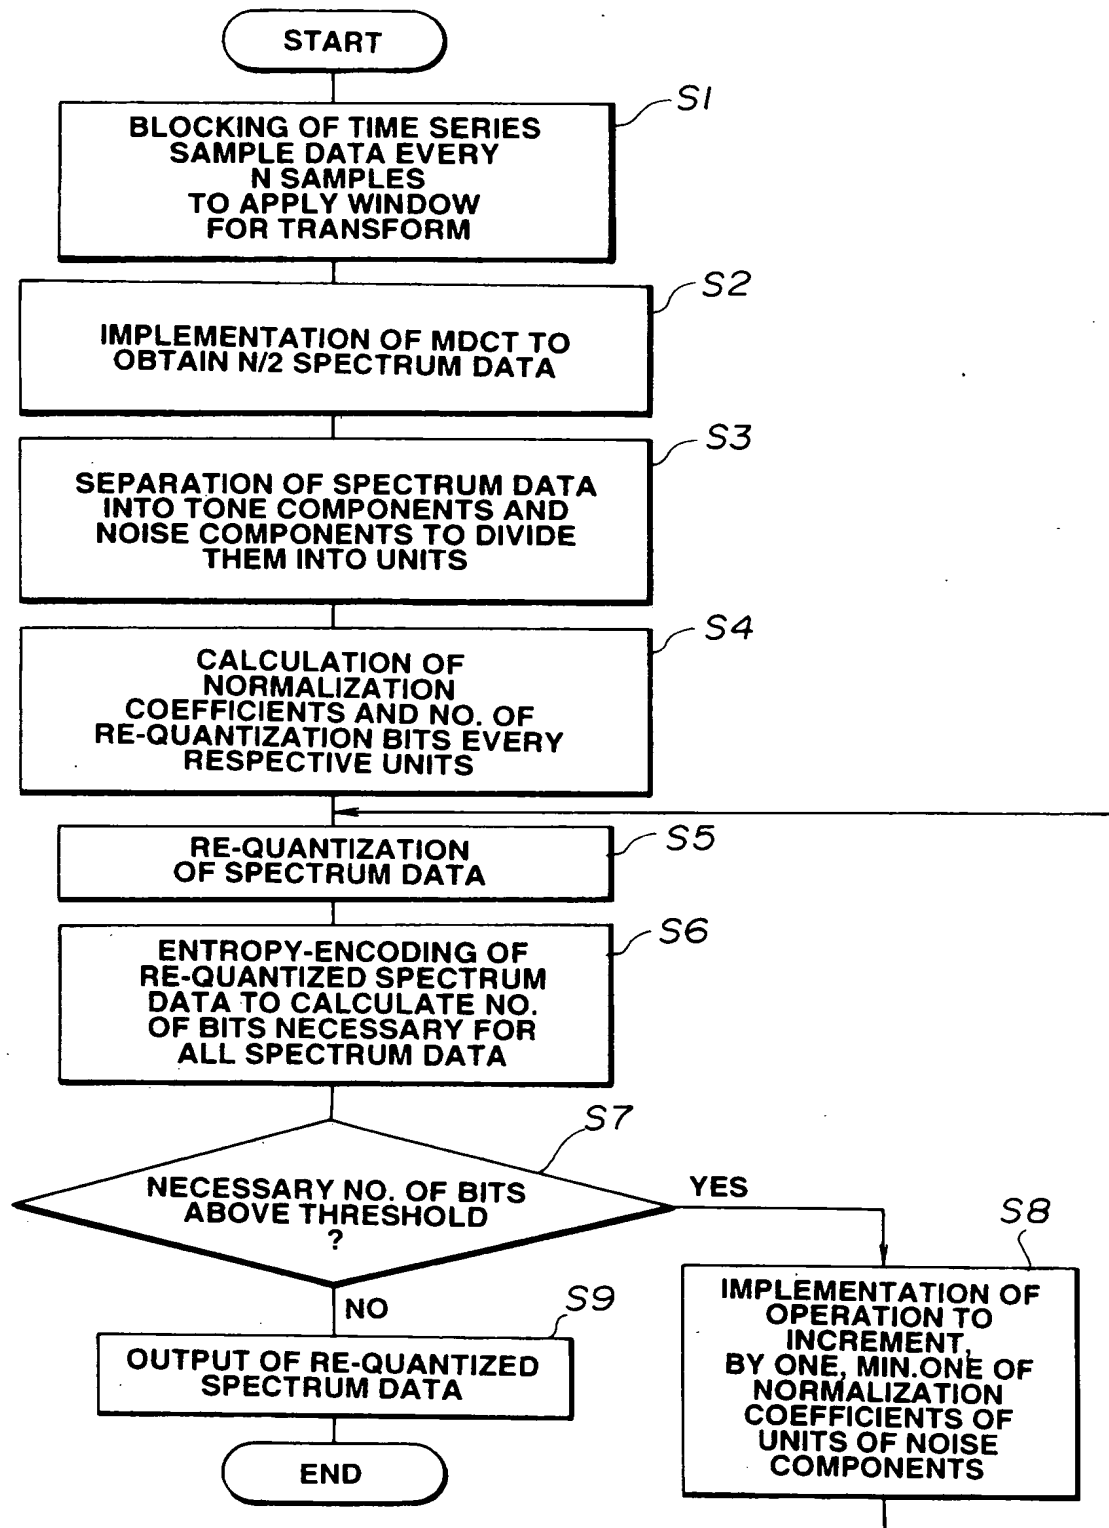 START
S1
BLOCKING OF TIME SERIES
SAMPLE DATA EVERY
N SAMPLES
TO APPLY WINDOW
FOR TRANSFORM
S2
IMPLEMENTATION OF MDCT TO
OBTAIN N/2 SPECTRUM DATA
S3
SEPARATION OF SPECTRUM DATA
INTO TONE COMPONENTS AND
NOISE COMPONENTS TO DIVIDE
THEM INTO UNITS
S4
CALCULATION OF
NORMALIZATION
COEFFICIENTS AND NO. OF
RE-QUANTIZATION BITS EVERY
RESPECTIVE UNITS
S5
RE-QUANTIZATION
OF SPECTRUM DATA
S6
ENTROPY-ENCODING OF
RE-QUANTIZED SPECTRUM
DATA TO CALCULATE NO.
OF BITS NECESSARY FOR
ALL SPECTRUM DATA
S7
NECESSARY NO. OF BITS
ABOVE THRESHOLD
?
YES
S8
IMPLEMENTATION OF
OPERATION TO
INCREMENT,
BY ONE, MIN.ONE OF
NORMALIZATION
COEFFICIENTS OF
UNITS OF NOISE
COMPONENTS
NO
S9
OUTPUT OF RE-QUANTIZED
SPECTRUM DATA
END